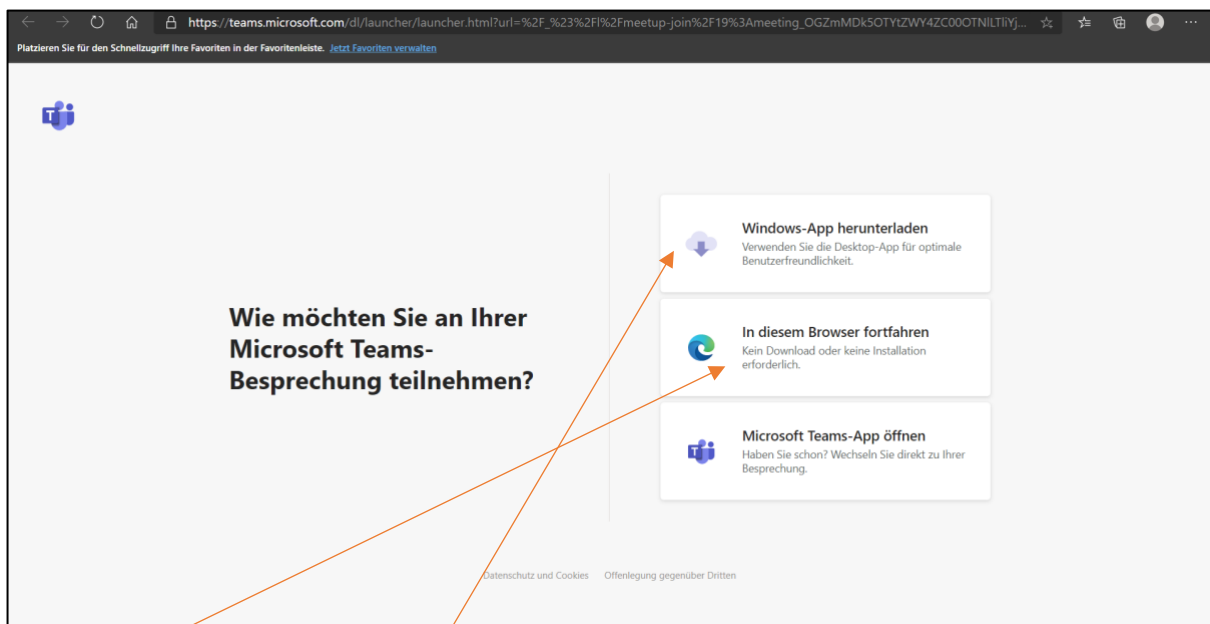 https://teams.microsoft.com/dl/launcher/launcher.html?url=%2F_%23%2Fl%2Fmeetup-join%2F19%3Ameeting_OGZmMDk5OTYtZWY4ZC00OTNlLTliYj...
Platzieren Sie für den Schnellzugriff Ihre Favoriten in der Favoritenleiste. Jetzt Favoriten verwalten
Wie möchten Sie an Ihrer
Microsoft Teams-
Besprechung teilnehmen?
Windows-App herunterladen
Verwenden Sie die Desktop-App für optimale
Benutzerfreundlichkeit.
In diesem Browser fortfahren
Kein Download oder keine Installation
erforderlich.
Microsoft Teams-App öffnen
Haben Sie schon? Wechseln Sie direkt zu Ihrer
Besprechung.
Datenschutz und Cookies Offenlegung gegenüber Dritten